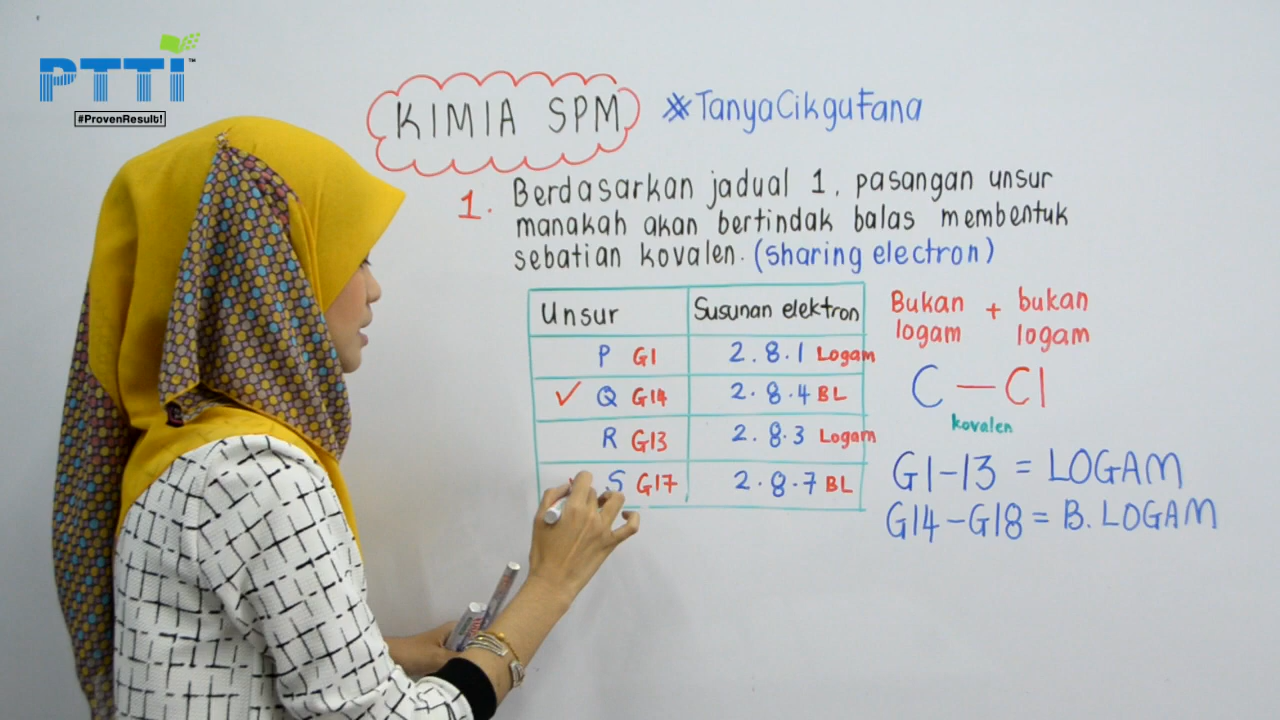 PTTI™
#ProvenResult!
KIMIA SPM #TanyaCikguFana
1. Berdasarkan jadual 1, pasangan unsur
manakah akan bertindak balas membentuk
sebatian kovalen. (sharing electron)
Unsur Susunan elektron
P G1 2.8.1 Logam
✓ Q G14 2.8.4 BL
R G13 2.8.3 Logam
S G17 2.8.7 BL
Bukan logam + bukan logam
C — Cl
kovalen
G1-13 = LOGAM
G14-G18 = B. LOGAM